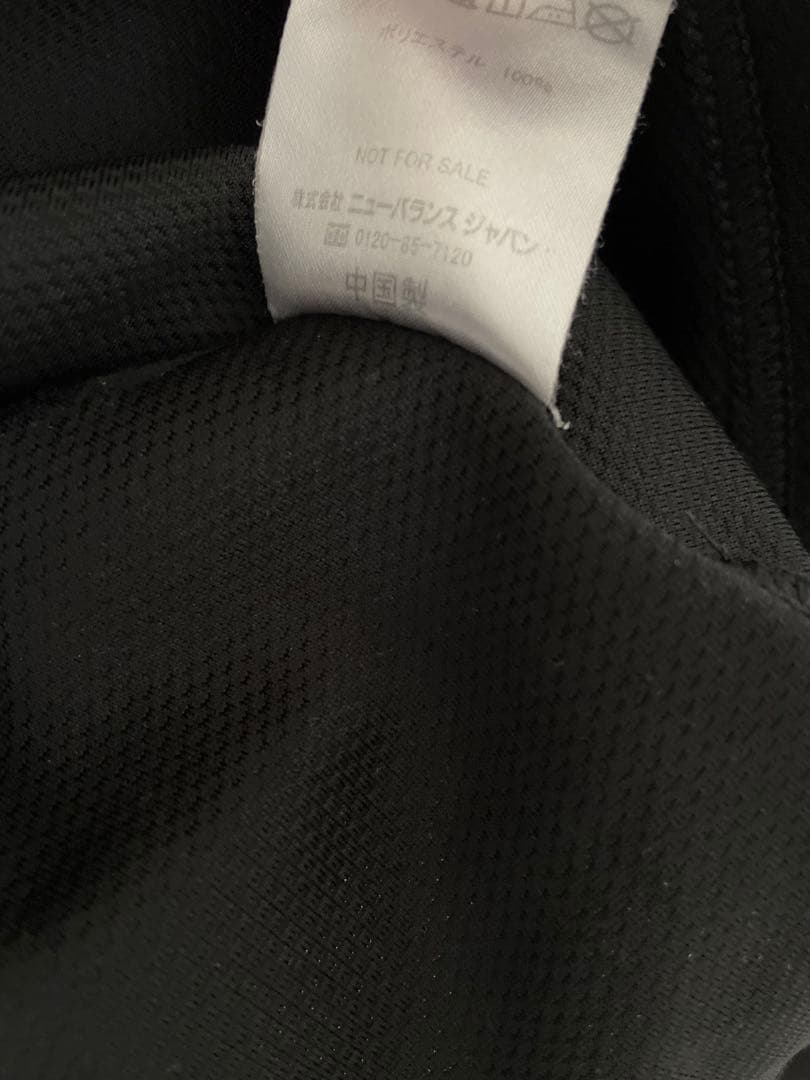 ポリエステル 100%
NOT FOR SALE
株式会社 ニューバランス ジャパン
0120-85-7120
中国製